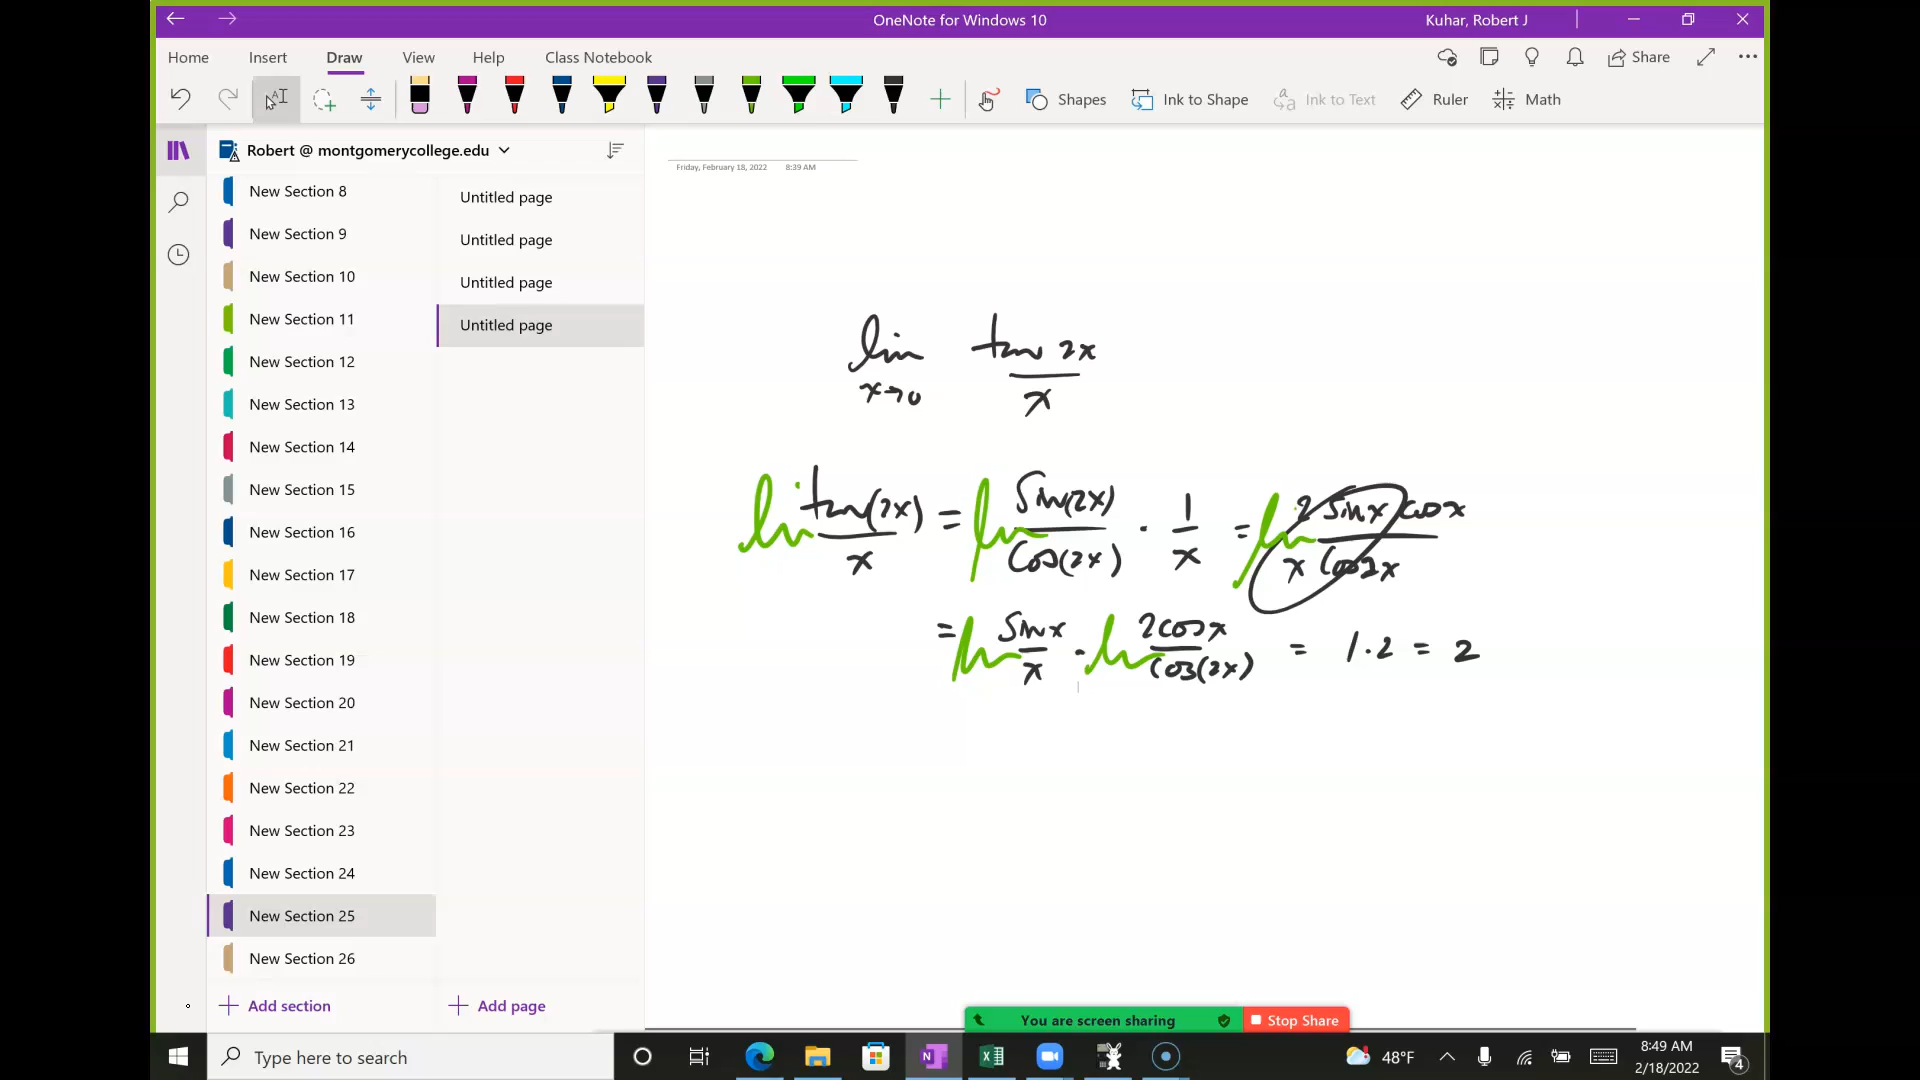 OneNote for Windows 10
Kuhar, Robert J
Home Insert Draw View Help Class Notebook
Share
Shapes Ink to Shape Ink to Text Ruler Math
Robert @ montgomerycollege.edu
New Section 8
New Section 9
New Section 10
New Section 11
New Section 12
New Section 13
New Section 14
New Section 15
New Section 16
New Section 17
New Section 18
New Section 19
New Section 20
New Section 21
New Section 22
New Section 23
New Section 24
New Section 25
New Section 26
Add section
Untitled page
Untitled page
Untitled page
Untitled page
Add page
Friday, February 18, 2022 8:39 AM
lim tan 2x
x→0 x
lim tan(2x) / x = lim sin(2x) / cos(2x) · 1 / x = lim 2 sin x cos x / x cos 2x
= lim sin x / x · lim 2 cos x / cos(2x) = 1 · 2 = 2
You are screen sharing Stop Share
Type here to search
48°F
8:49 AM
2/18/2022
4